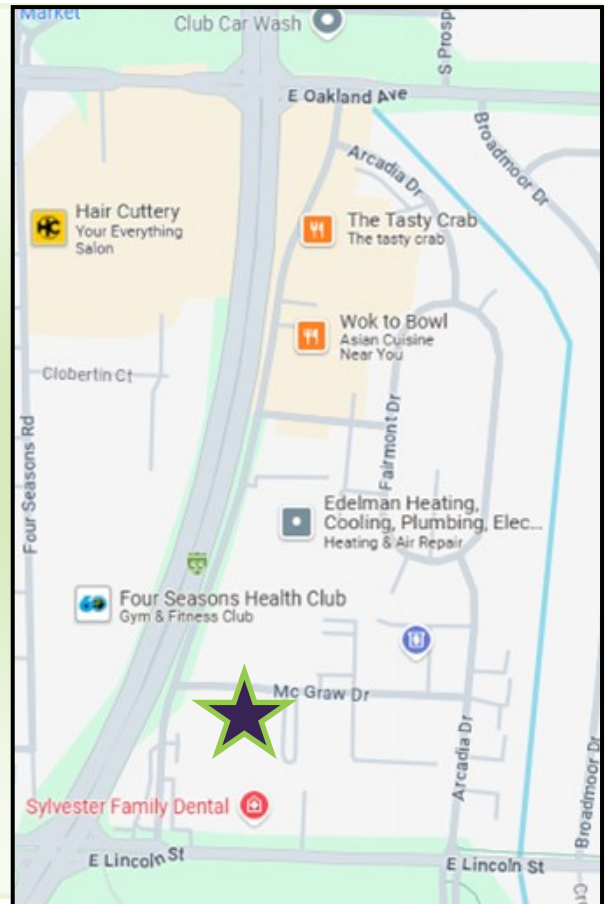 Market
Club Car Wash
S Prosp
E Oakland Ave
Broadmoor Dr
Arcadia Dr
Hair Cuttery
Your Everything
Salon
The Tasty Crab
The tasty crab
Wok to Bowl
Asian Cuisine
Near You
Clobertin Ct
Fairmont Dr
Four Seasons Rd
Edelman Heating,
Cooling, Plumbing, Elec...
Heating & Air Repair
55
Four Seasons Health Club
Gym & Fitness Club
Mc Graw Dr
Arcadia Dr
Broadmoor Dr
Sylvester Family Dental
E Lincoln St
E Lincoln St
Cr